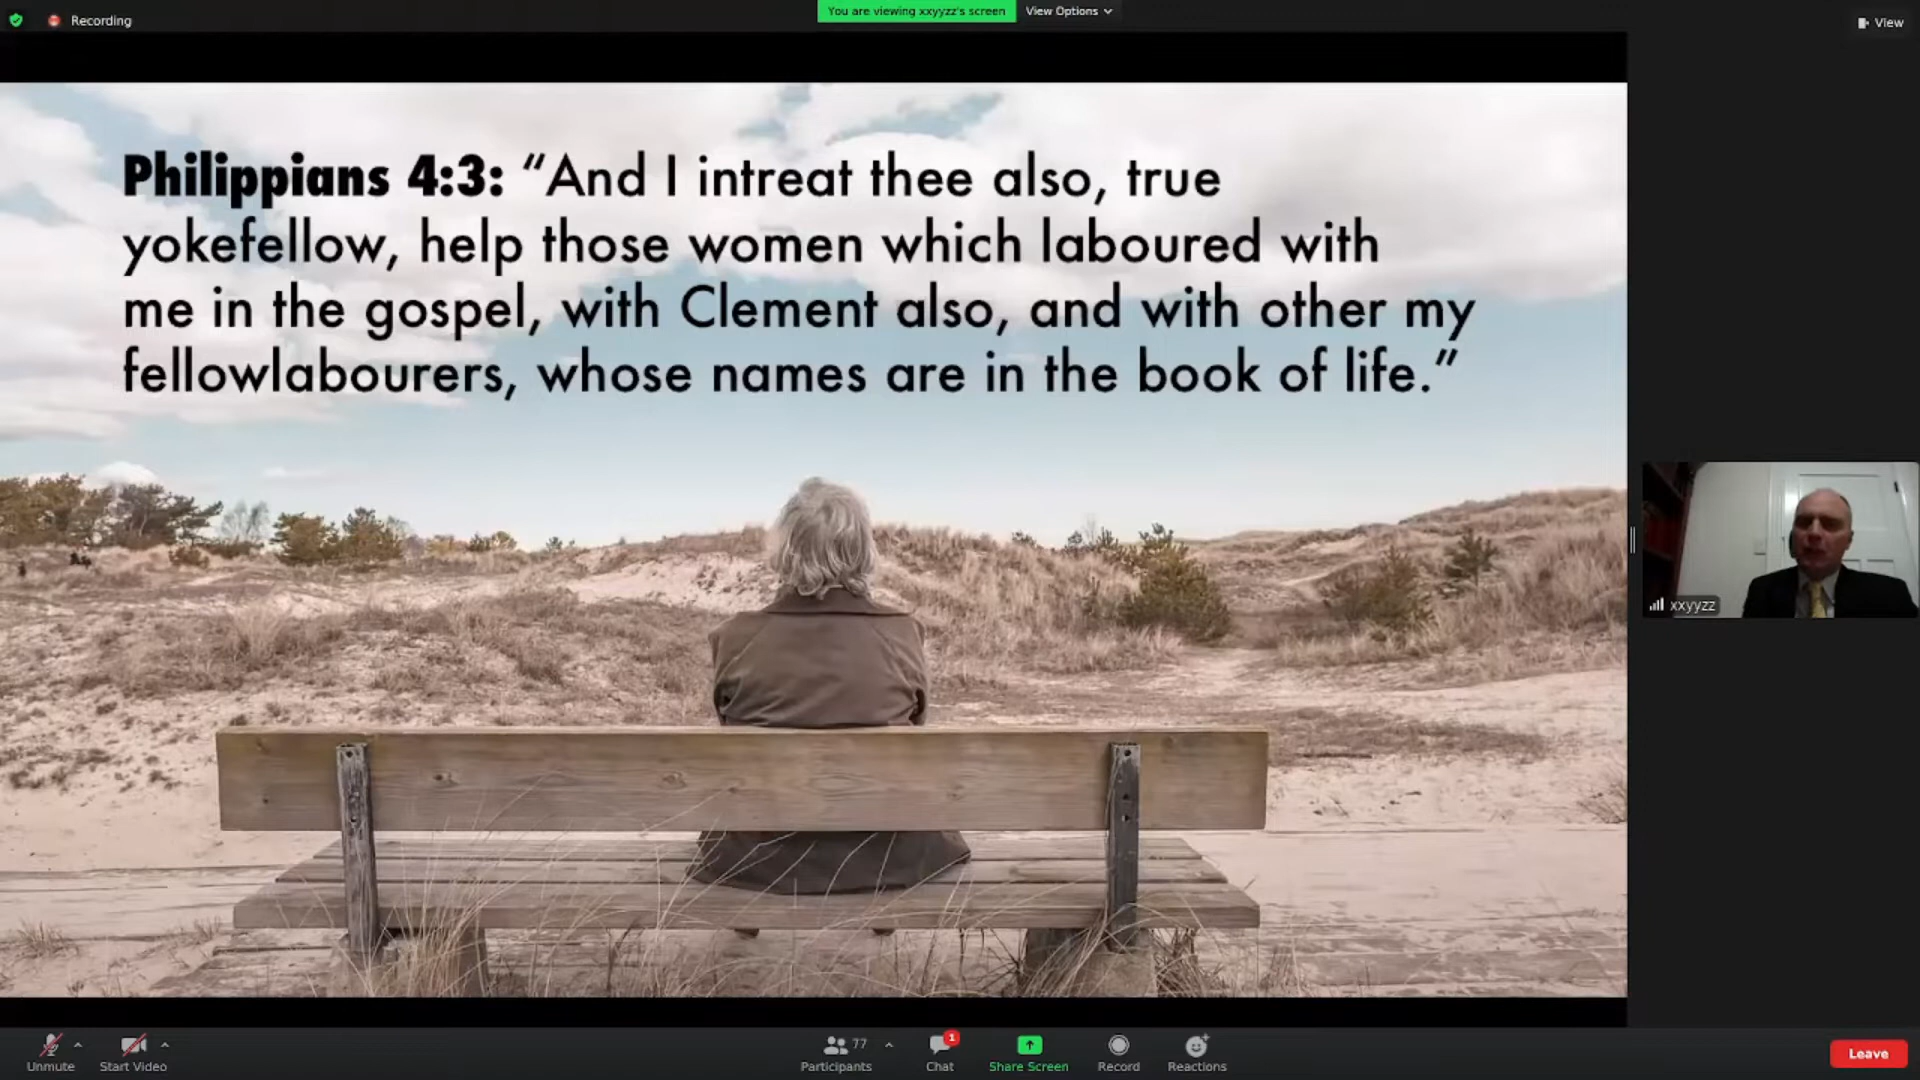 Recording
You are viewing xxyyzz's screen
View Options
View
Philippians 4:3: “And I intreat thee also, true
yokefellow, help those women which laboured with
me in the gospel, with Clement also, and with other my
fellowlabourers, whose names are in the book of life.”
xxyyzz
Unmute
Start Video
77
Participants
1
Chat
Share Screen
Record
Reactions
Leave